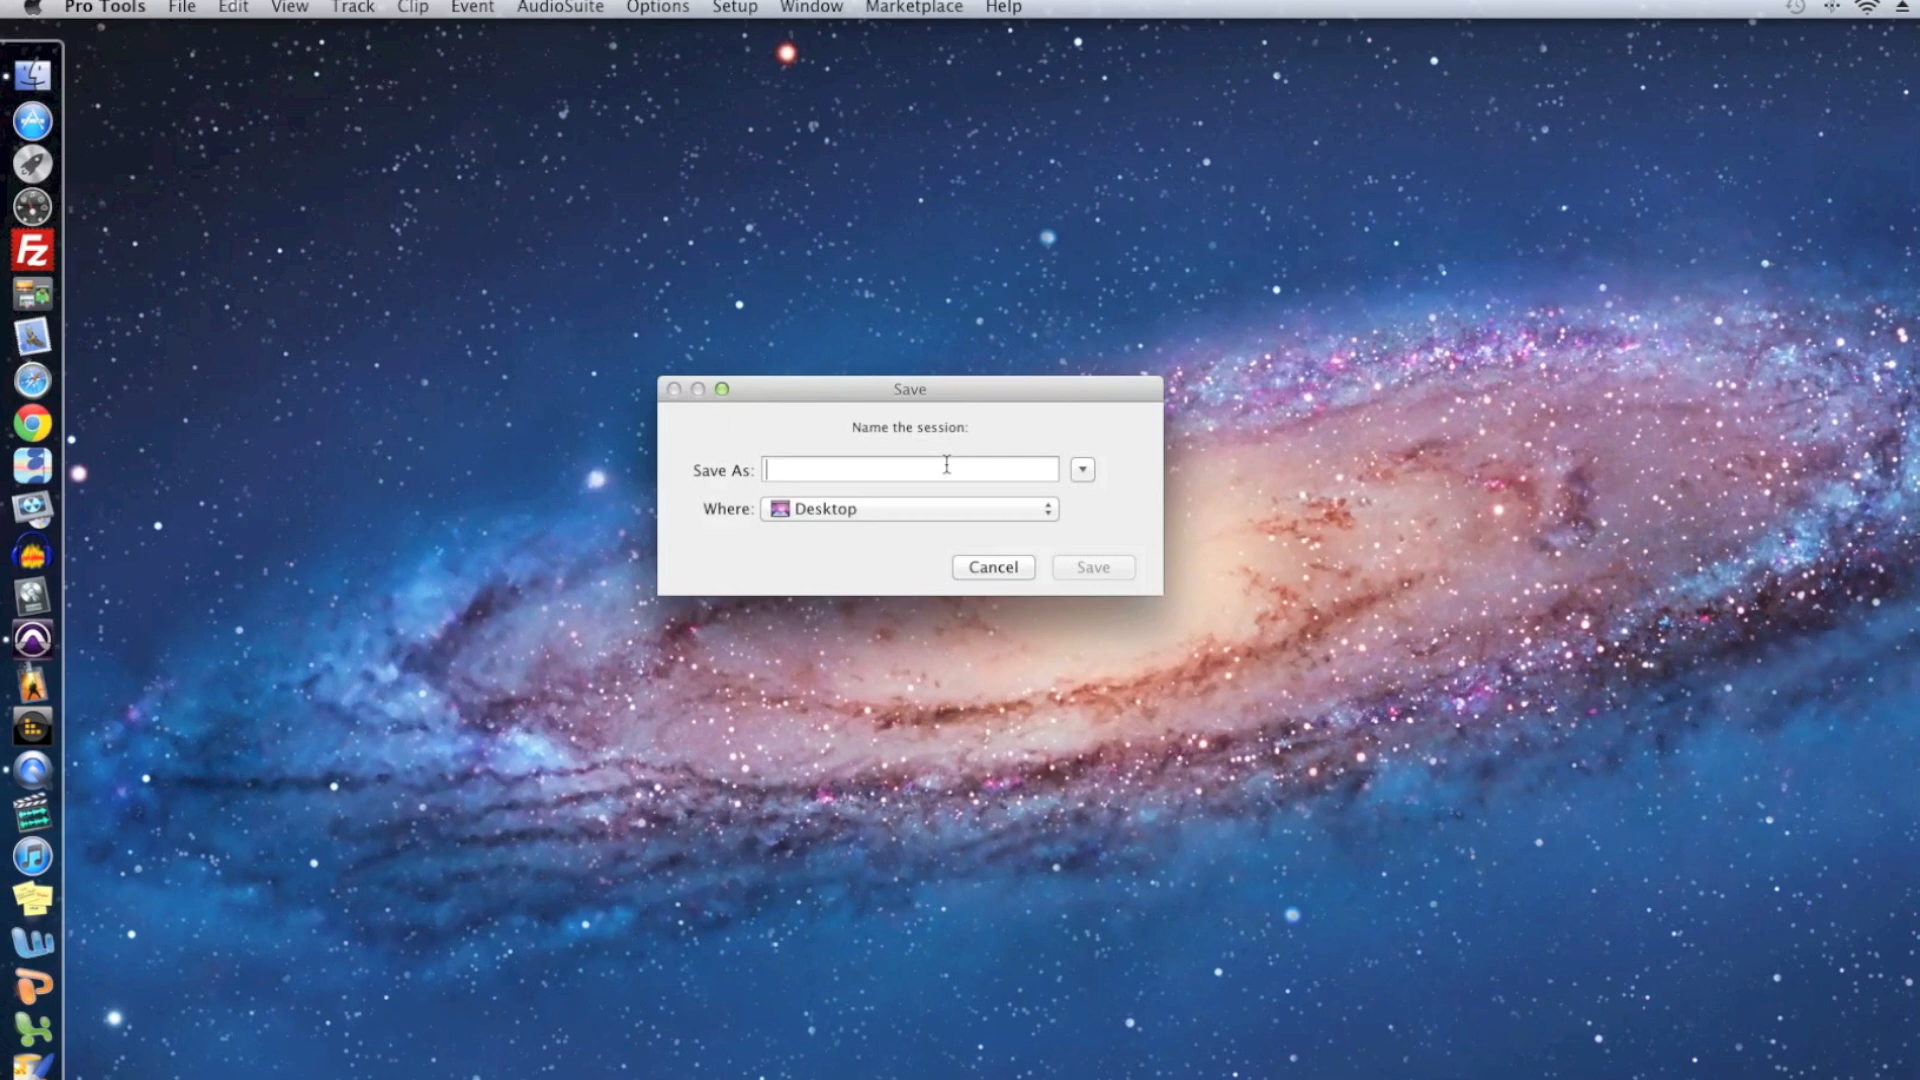 Pro Tools File Edit View Track Clip Event AudioSuite Options Setup Window Marketplace Help
Fz
Save
Name the session:
Save As:
Where: Desktop
Cancel Save